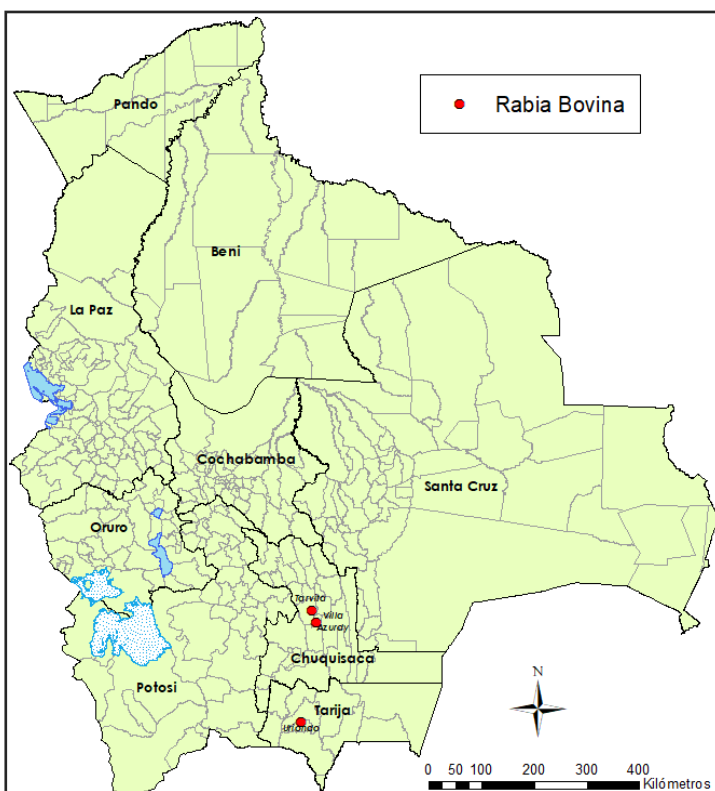 Pando
Rabia Bovina
Beni
La Paz
Cochabamba
Santa Cruz
Oruro
Tarvita
Villa
Azurdy
Chuquisaca
Potosi
Tarija
Uriondo
N
0 50 100 200 300 400
Kilómetros